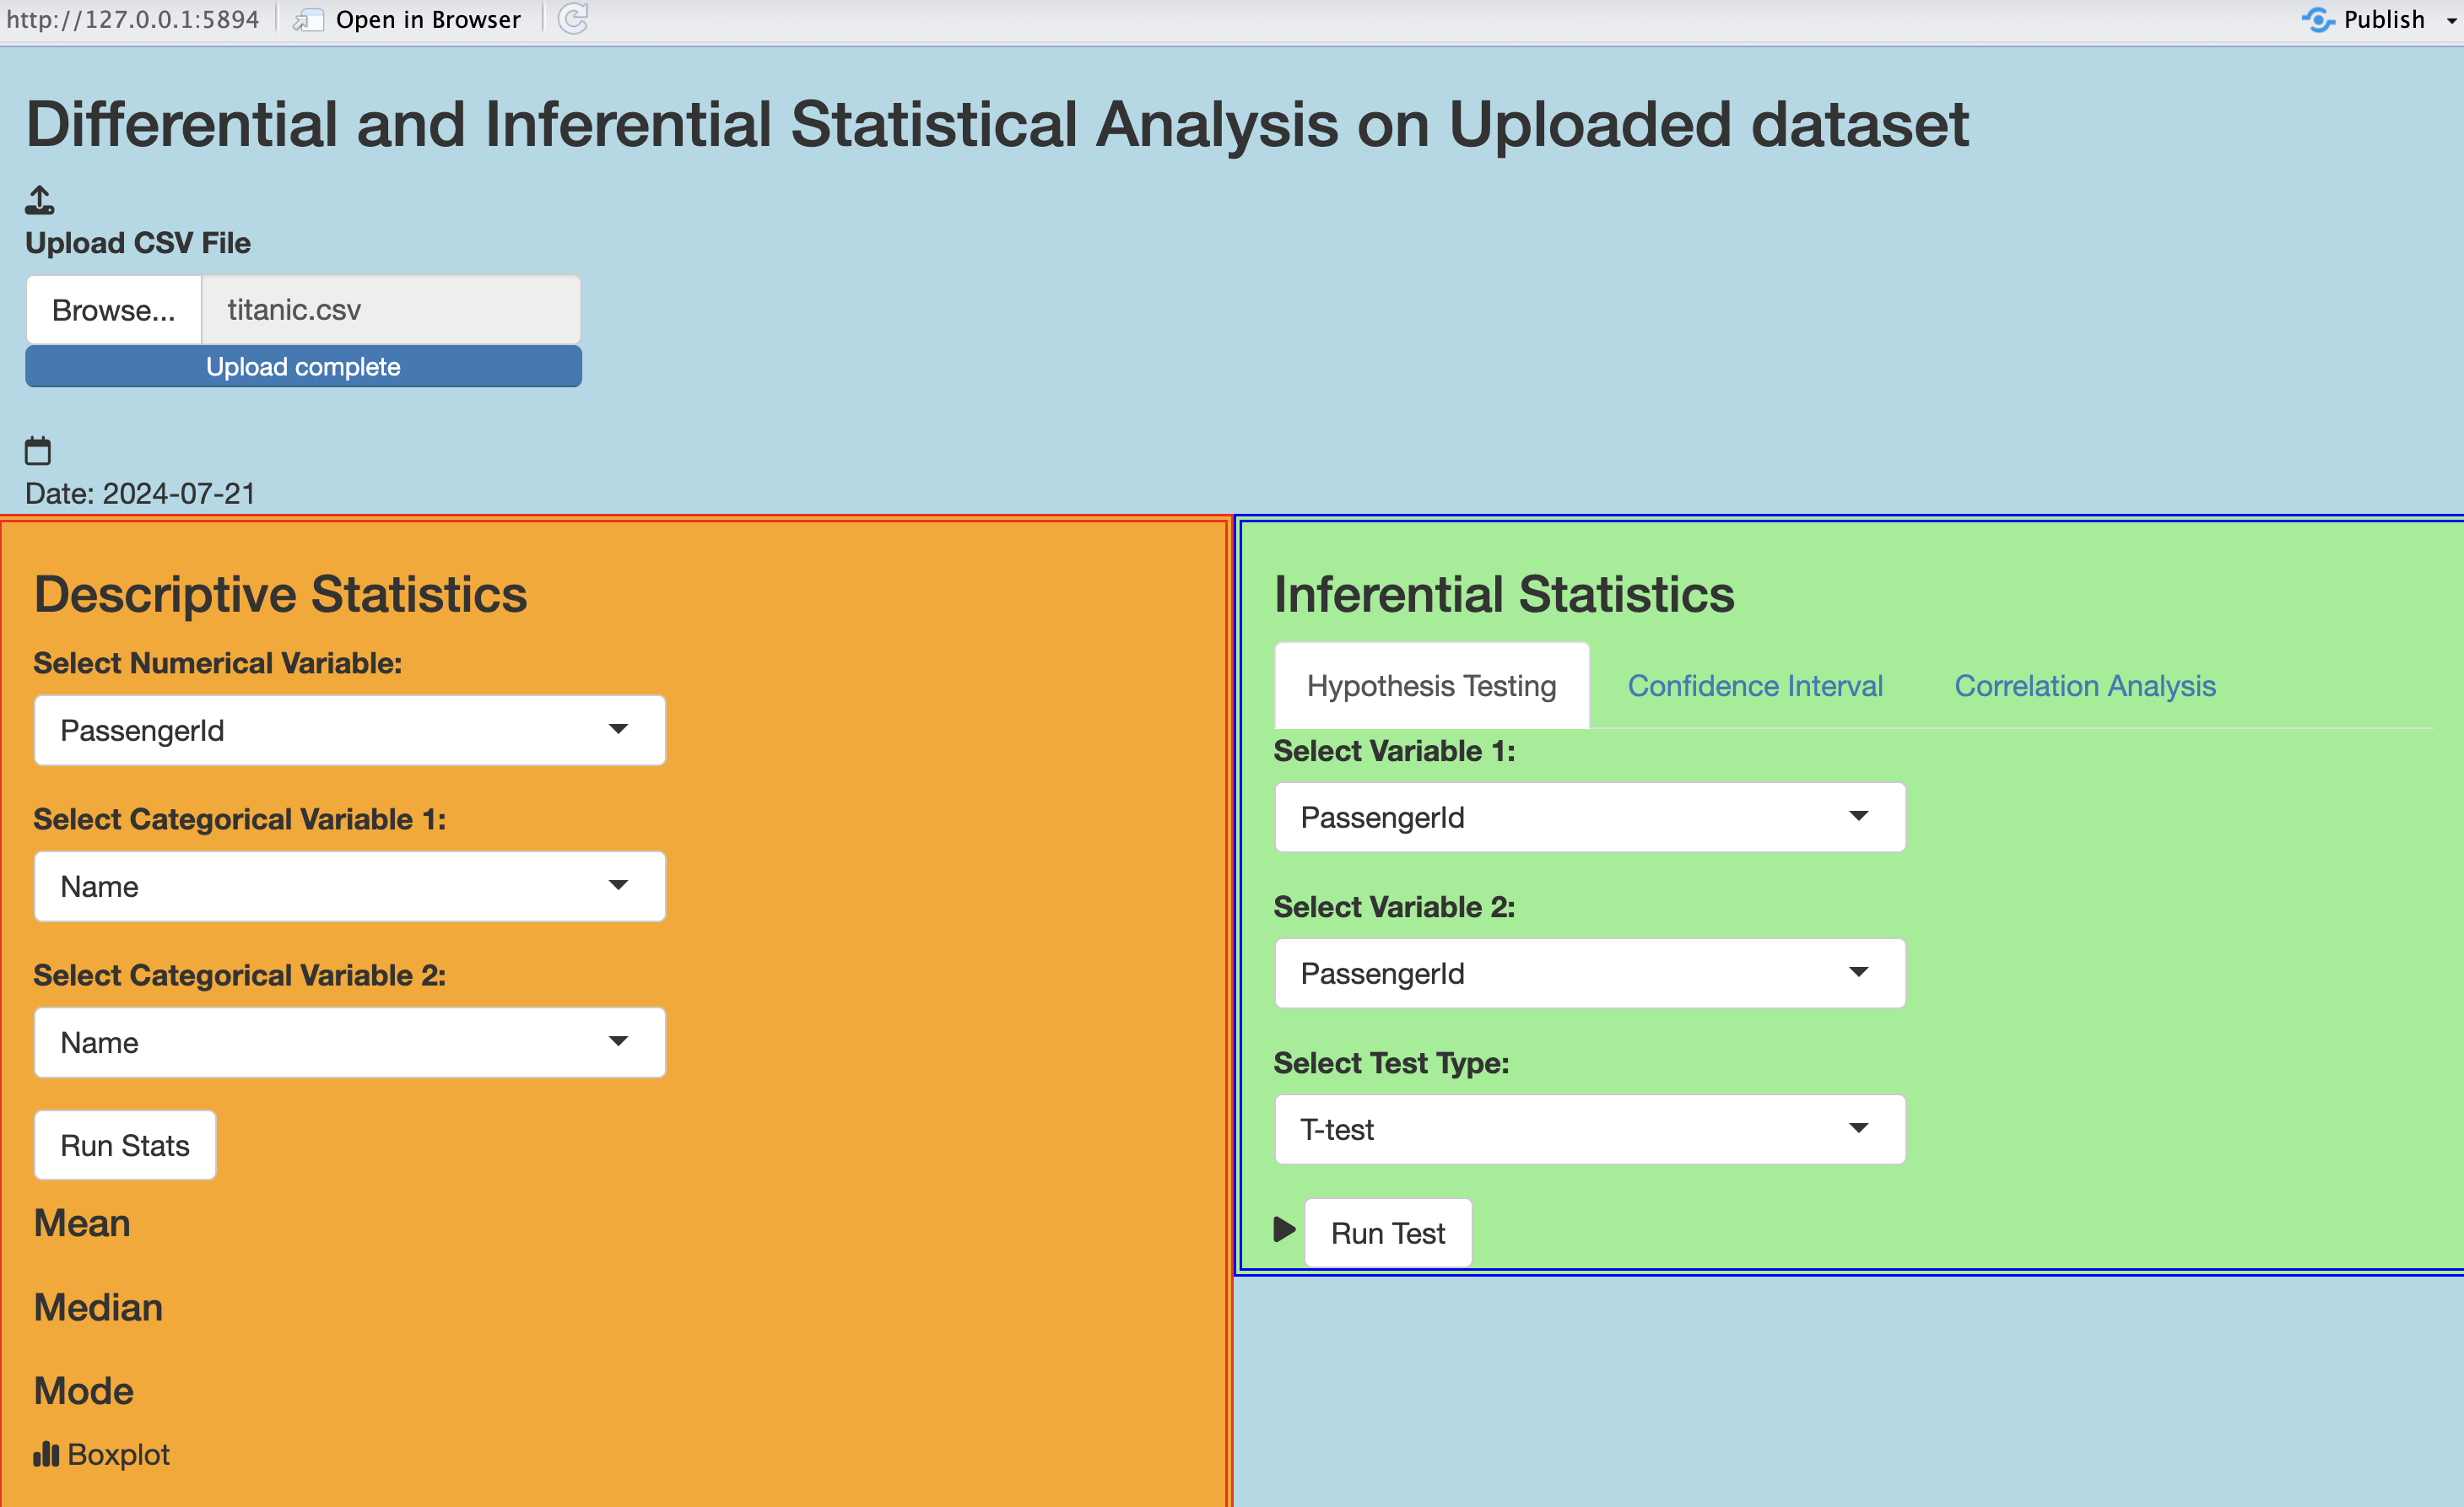 http://127.0.0.1:5894 Open in Browser Publish
Differential and Inferential Statistical Analysis on Uploaded dataset
Upload CSV File
Browse... titanic.csv
Upload complete
Date: 2024-07-21
Descriptive Statistics
Select Numerical Variable:
PassengerId
Select Categorical Variable 1:
Name
Select Categorical Variable 2:
Name
Run Stats
Mean
Median
Mode
Boxplot
Inferential Statistics
Hypothesis Testing Confidence Interval Correlation Analysis
Select Variable 1:
PassengerId
Select Variable 2:
PassengerId
Select Test Type:
T-test
Run Test